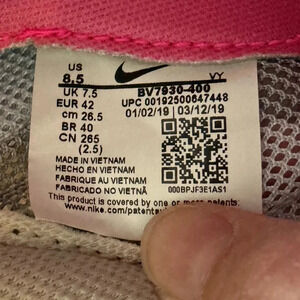 US
8.5 VY
UK 7.5 BV7930-400
EUR 42 UPC 00192500647448
cm 26.5 01/02/19 03/12/19
BR 40
CN 265
(2.5)
MADE IN VIETNAM
HECHO EN VIETNAM
FABRIQUE AU VIETNAM
FABRICADO NO VIETNÃ
000BPJF3E1AS1
This product is covered by one or more patents:
www.nike.com/patents